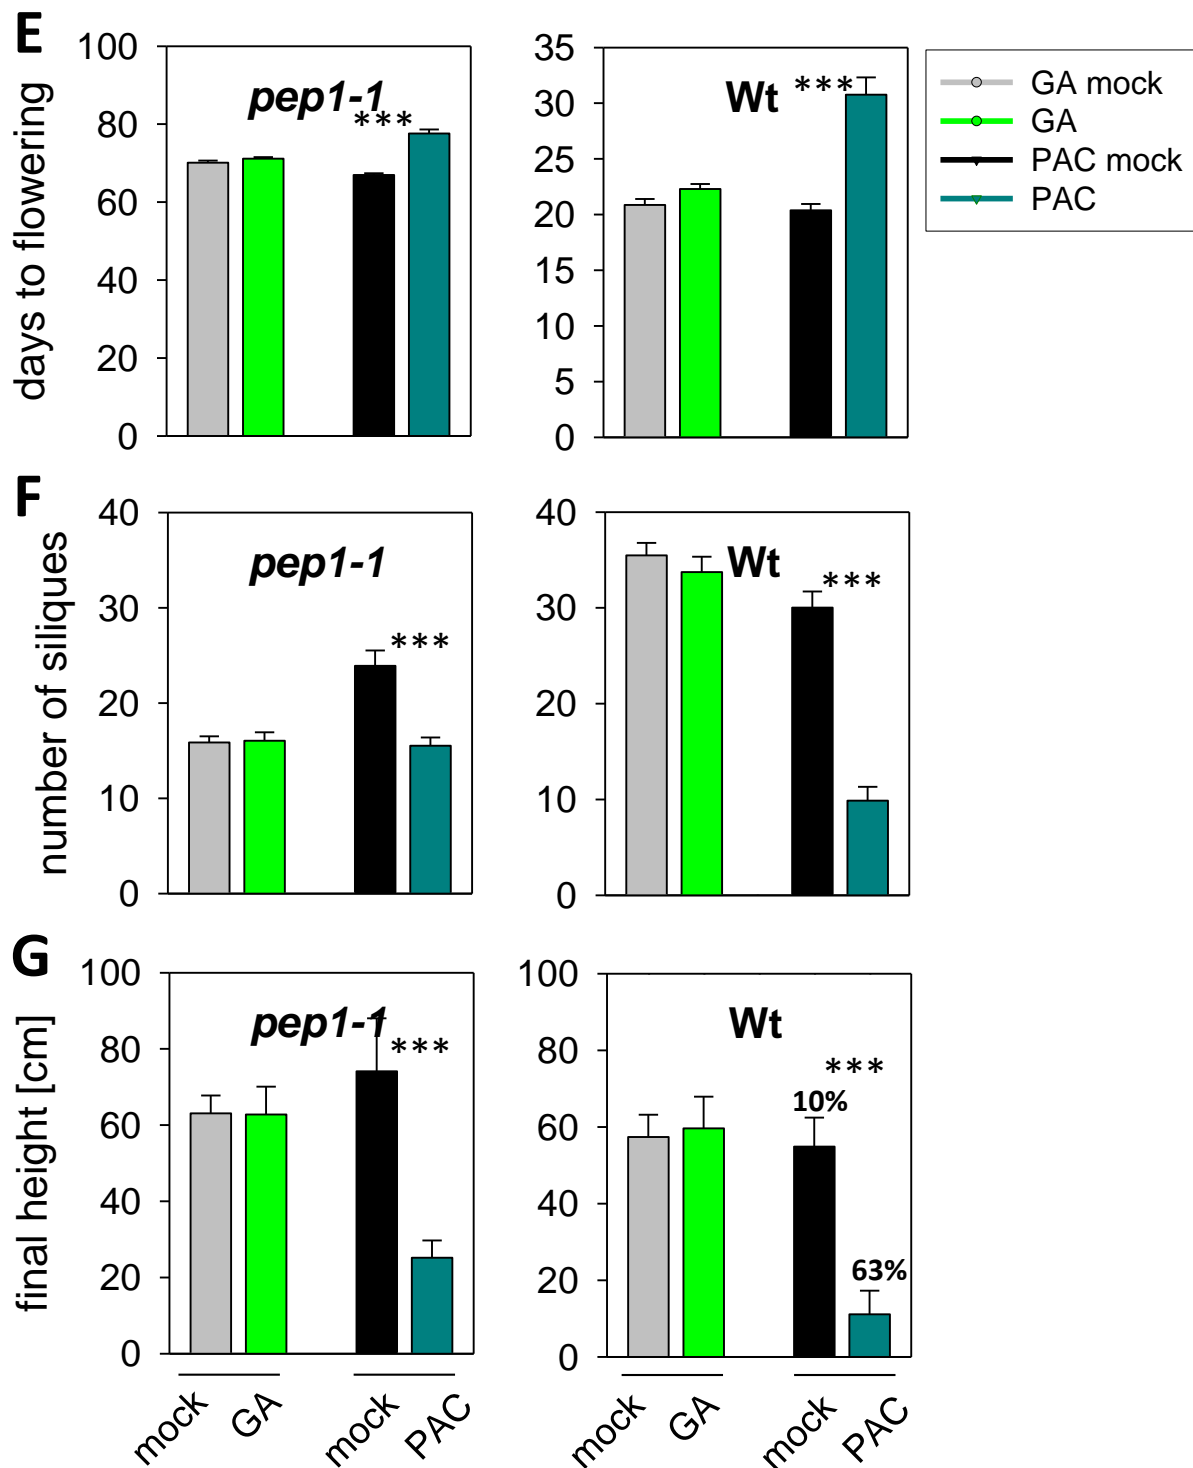 E
days to flowering
100
80
60
40
20
0
pep1-1
***
35
30
25
20
15
10
5
0
Wt
***
GA mock
GA
PAC mock
PAC
F
number of siliques
40
30
20
10
0
pep1-1
***
40
30
20
10
0
Wt
***
G
final height [cm]
100
80
60
40
20
0
pep1-1
***
100
80
60
40
20
0
Wt
***
10%
63%
mock
GA
mock
PAC
mock
GA
mock
PAC